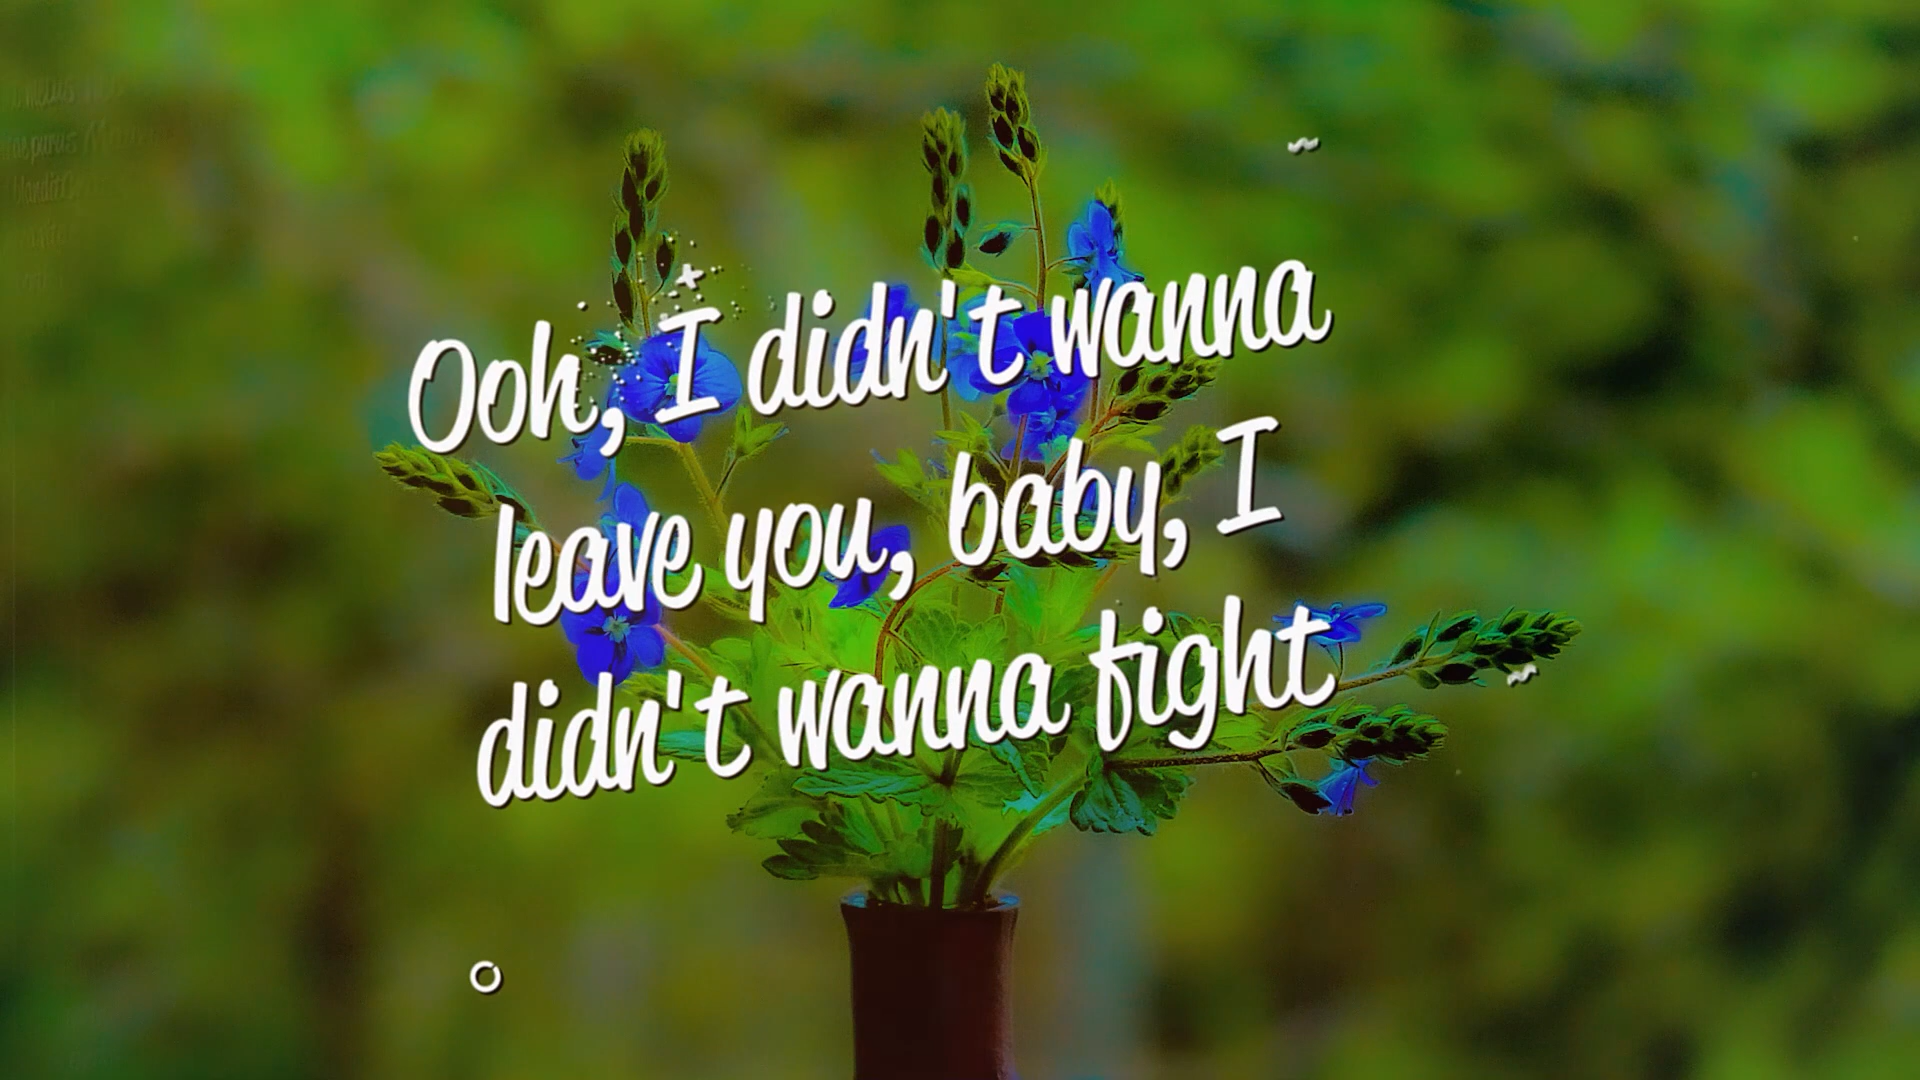 Ooh, I didn't wanna
leave you, baby, I
didn't wanna fight